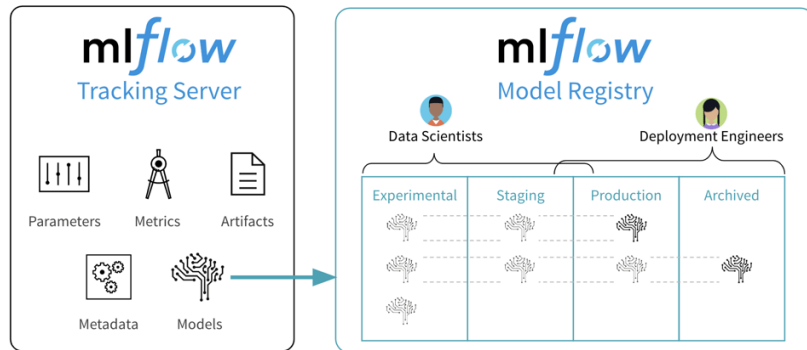 mlflow
Tracking Server
Parameters
Metrics
Artifacts
Metadata
Models
mlflow
Model Registry
Data Scientists
Deployment Engineers
Experimental
Staging
Production
Archived